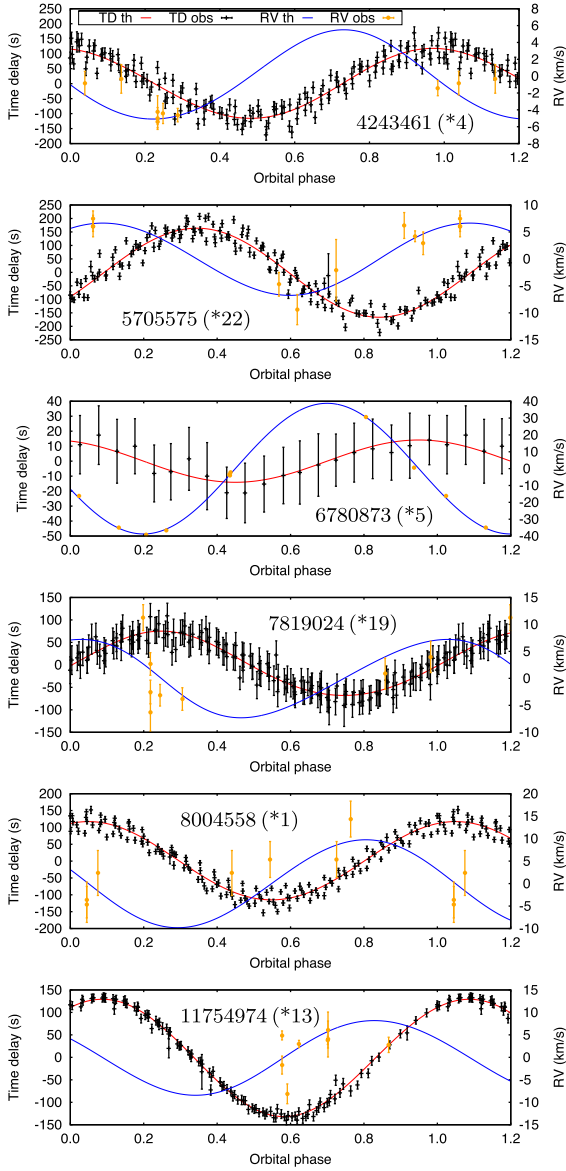 TD th TD obs RV th RV obs
250 200 150 100 50 0 -50 -100 -150 -200
Time delay (s)
8 6 4 2 0 -2 -4 -6 -8
RV (km/s)
4243461 (*4)
0.0 0.2 0.4 0.6 0.8 1.0 1.2
Orbital phase
250 200 150 100 50 0 -50 -100 -150 -200 -250
Time delay (s)
10 5 0 -5 -10 -15
RV (km/s)
5705575 (*22)
0.0 0.2 0.4 0.6 0.8 1.0 1.2
Orbital phase
40 30 20 10 0 -10 -20 -30 -40 -50
Time delay (s)
40 30 20 10 0 -10 -20 -30 -40
RV (km/s)
6780873 (*5)
0.0 0.2 0.4 0.6 0.8 1.0 1.2
Orbital phase
150 100 50 0 -50 -100 -150
Time delay (s)
15 10 5 0 -5 -10
RV (km/s)
7819024 (*19)
0.0 0.2 0.4 0.6 0.8 1.0 1.2
Orbital phase
200 150 100 50 0 -50 -100 -150 -200
Time delay (s)
20 15 10 5 0 -5 -10
RV (km/s)
8004558 (*1)
0.0 0.2 0.4 0.6 0.8 1.0 1.2
Orbital phase
150 100 50 0 -50 -100 -150
Time delay (s)
15 10 5 0 -5 -10 -15
RV (km/s)
11754974 (*13)
0.0 0.2 0.4 0.6 0.8 1.0 1.2
Orbital phase